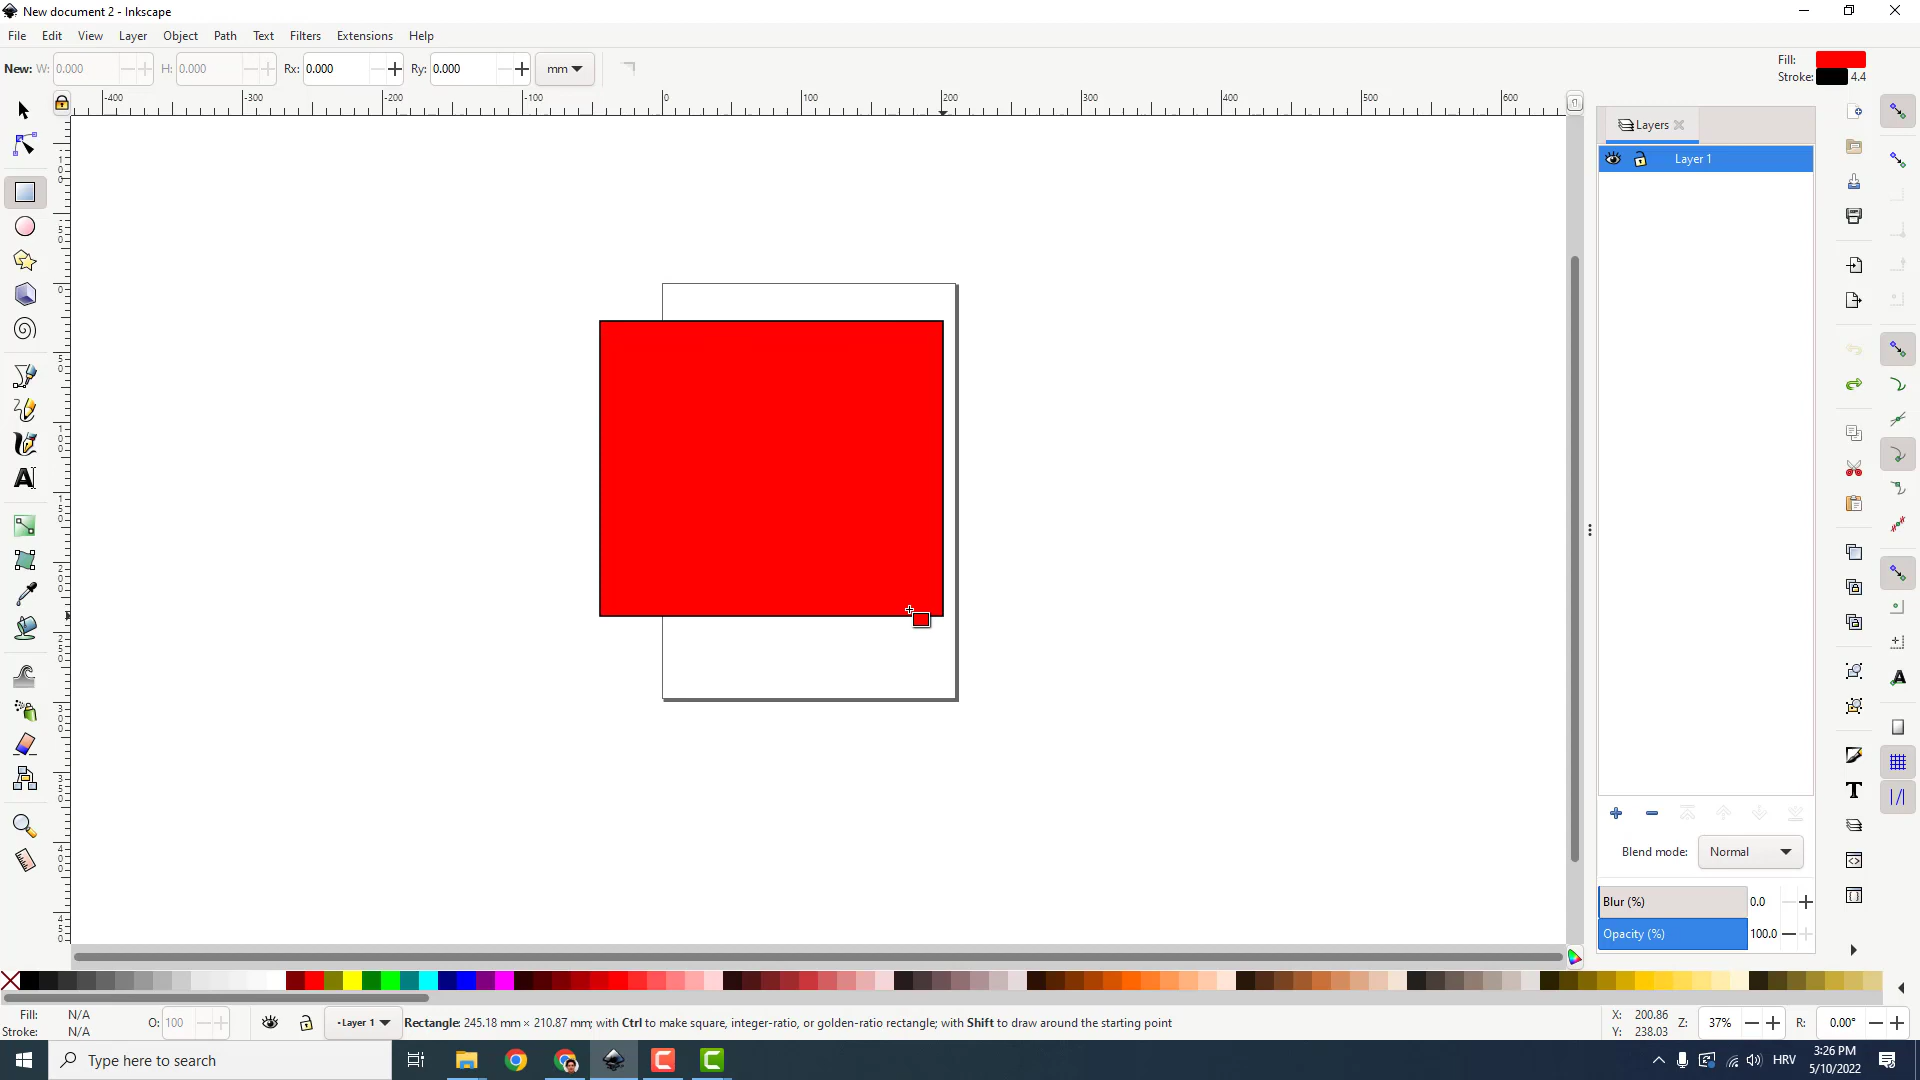 New document 2 - Inkscape
File Edit View Layer Object Path Text Filters Extensions Help
New: W: 0.000 H: 0.000 Rx: 0.000 Ry: 0.000 mm
Fill:
Stroke: 4.4
-400 -300 -200 -100 0 100 200 300 400 500 600
Layers
Layer 1
Blend mode: Normal
Blur (%) 0.0
Opacity (%) 100.0
Fill: N/A
Stroke: N/A
O: 100
Layer 1
Rectangle: 245.18 mm × 210.87 mm; with Ctrl to make square, integer-ratio, or golden-ratio rectangle; with Shift to draw around the starting point
X: 200.86
Y: 238.03
Z: 37%
R: 0.00°
Type here to search
HRV
3:26 PM
5/10/2022